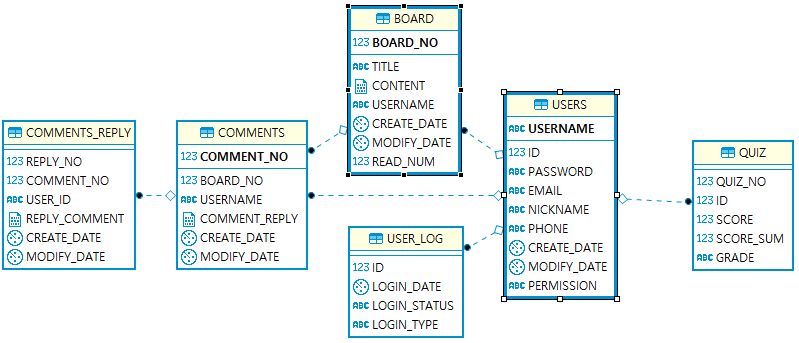 BOARD
123 BOARD_NO
ABC TITLE
CONTENT
ABC USERNAME
CREATE_DATE
MODIFY_DATE
123 READ_NUM
USERS
ABC USERNAME
123 ID
ABC PASSWORD
ABC EMAIL
ABC NICKNAME
ABC PHONE
CREATE_DATE
MODIFY_DATE
ABC PERMISSION
COMMENTS_REPLY
123 REPLY_NO
123 COMMENT_NO
ABC USER_ID
REPLY_COMMENT
CREATE_DATE
MODIFY_DATE
COMMENTS
123 COMMENT_NO
123 BOARD_NO
ABC USERNAME
COMMENT_REPLY
CREATE_DATE
MODIFY_DATE
QUIZ
123 QUIZ_NO
123 ID
123 SCORE
123 SCORE_SUM
ABC GRADE
USER_LOG
123 ID
LOGIN_DATE
ABC LOGIN_STATUS
ABC LOGIN_TYPE